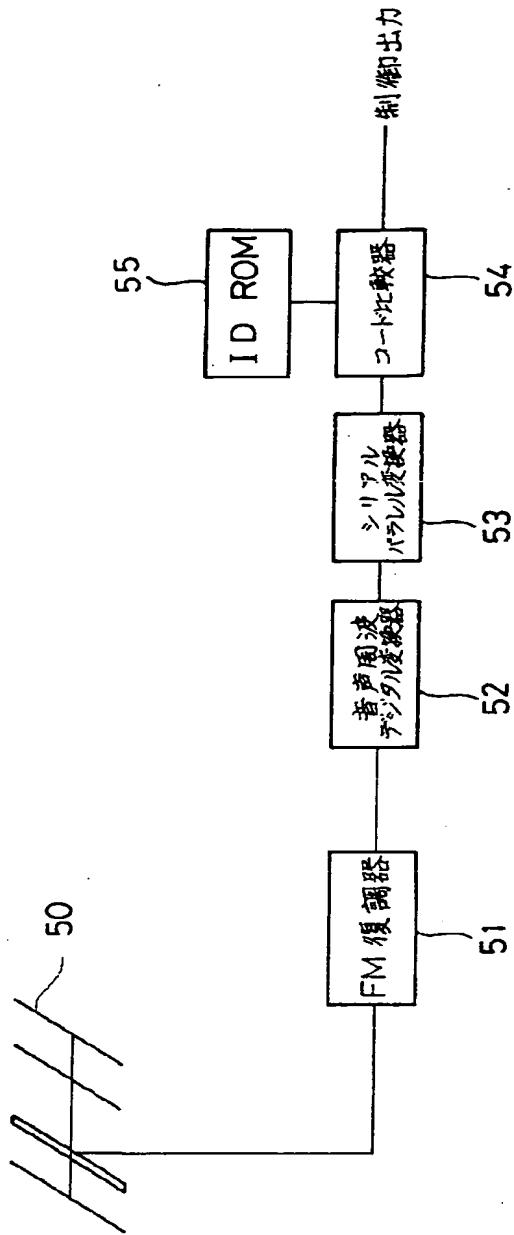 50
FM復調器
51
音声周波
デジタル変換器
52
シリアル
パラレル変換器
53
コード比較器
54
ID ROM
55
制御出力